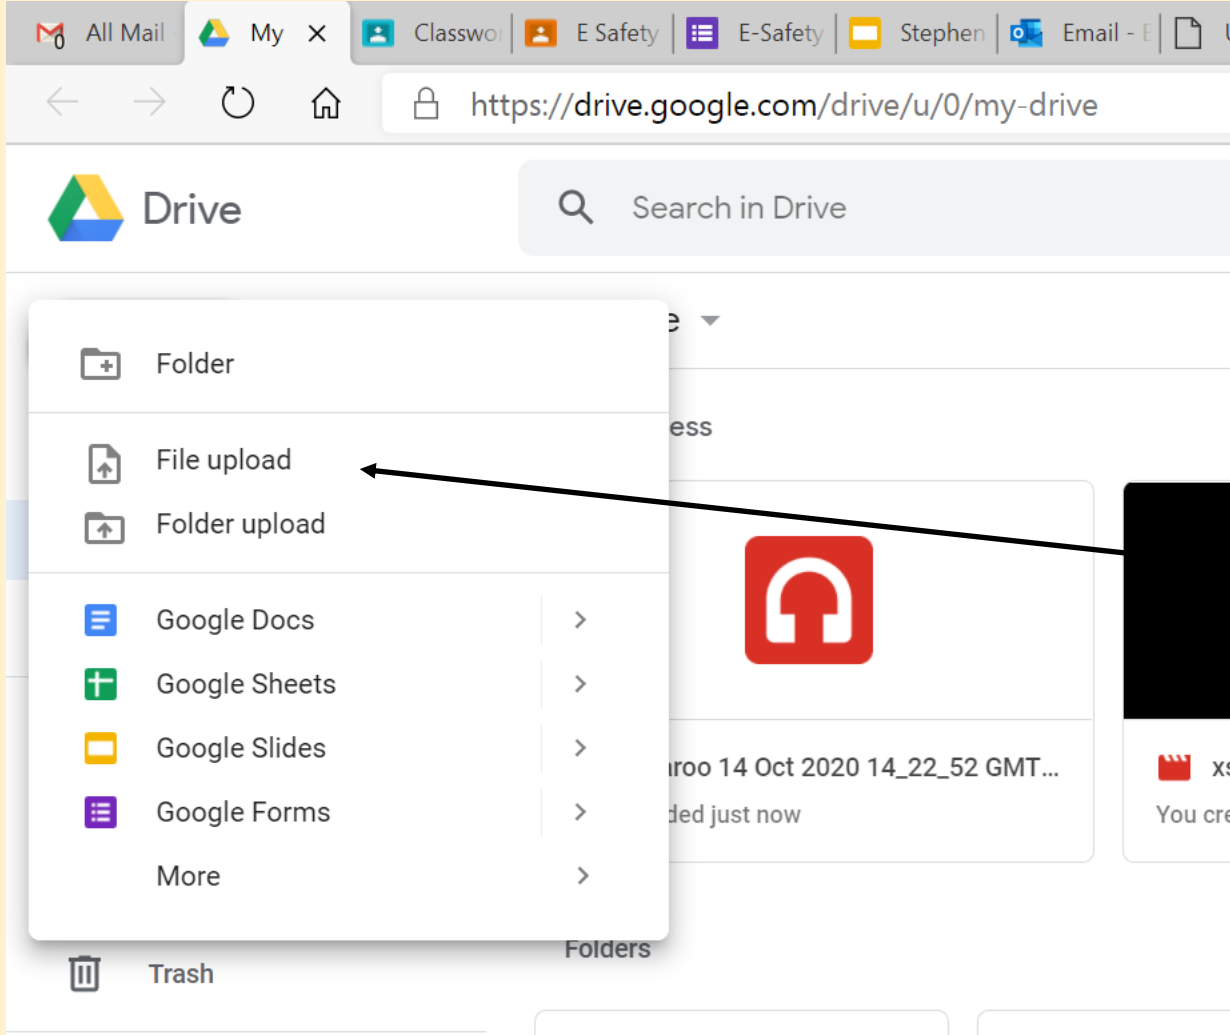 All Mail My Classwo E Safety E-Safety Stephen Email -
https://drive.google.com/drive/u/0/my-drive
Drive Search in Drive
Folder
File upload
ess
Folder upload
Google Docs
Google Sheets
Google Slides
roo 14 Oct 2020 14_22_52 GMT... xs
Google Forms
ded just now You cre
More
Folders
Trash